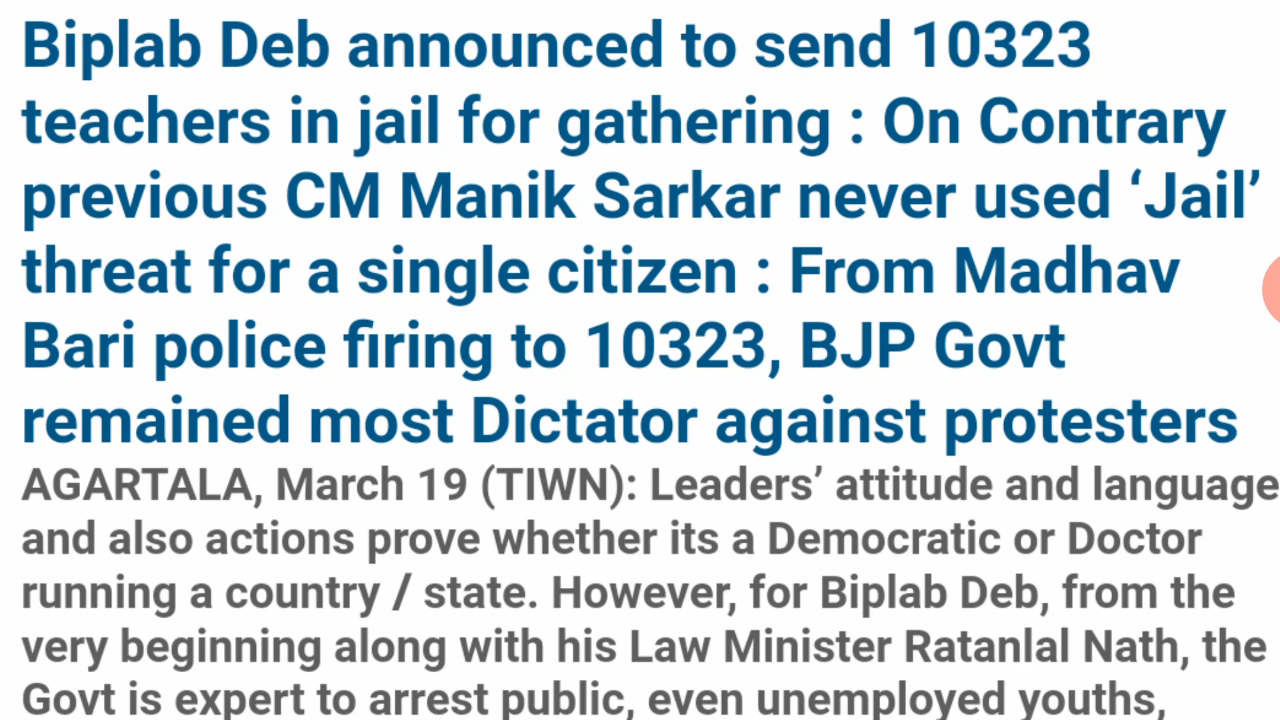 Biplab Deb announced to send 10323
teachers in jail for gathering : On Contrary
previous CM Manik Sarkar never used ‘Jail’
threat for a single citizen : From Madhav
Bari police firing to 10323, BJP Govt
remained most Dictator against protesters
AGARTALA, March 19 (TIWN): Leaders’ attitude and language
and also actions prove whether its a Democratic or Doctor
running a country / state. However, for Biplab Deb, from the
very beginning along with his Law Minister Ratanlal Nath, the
Govt is expert to arrest public, even unemployed youths,